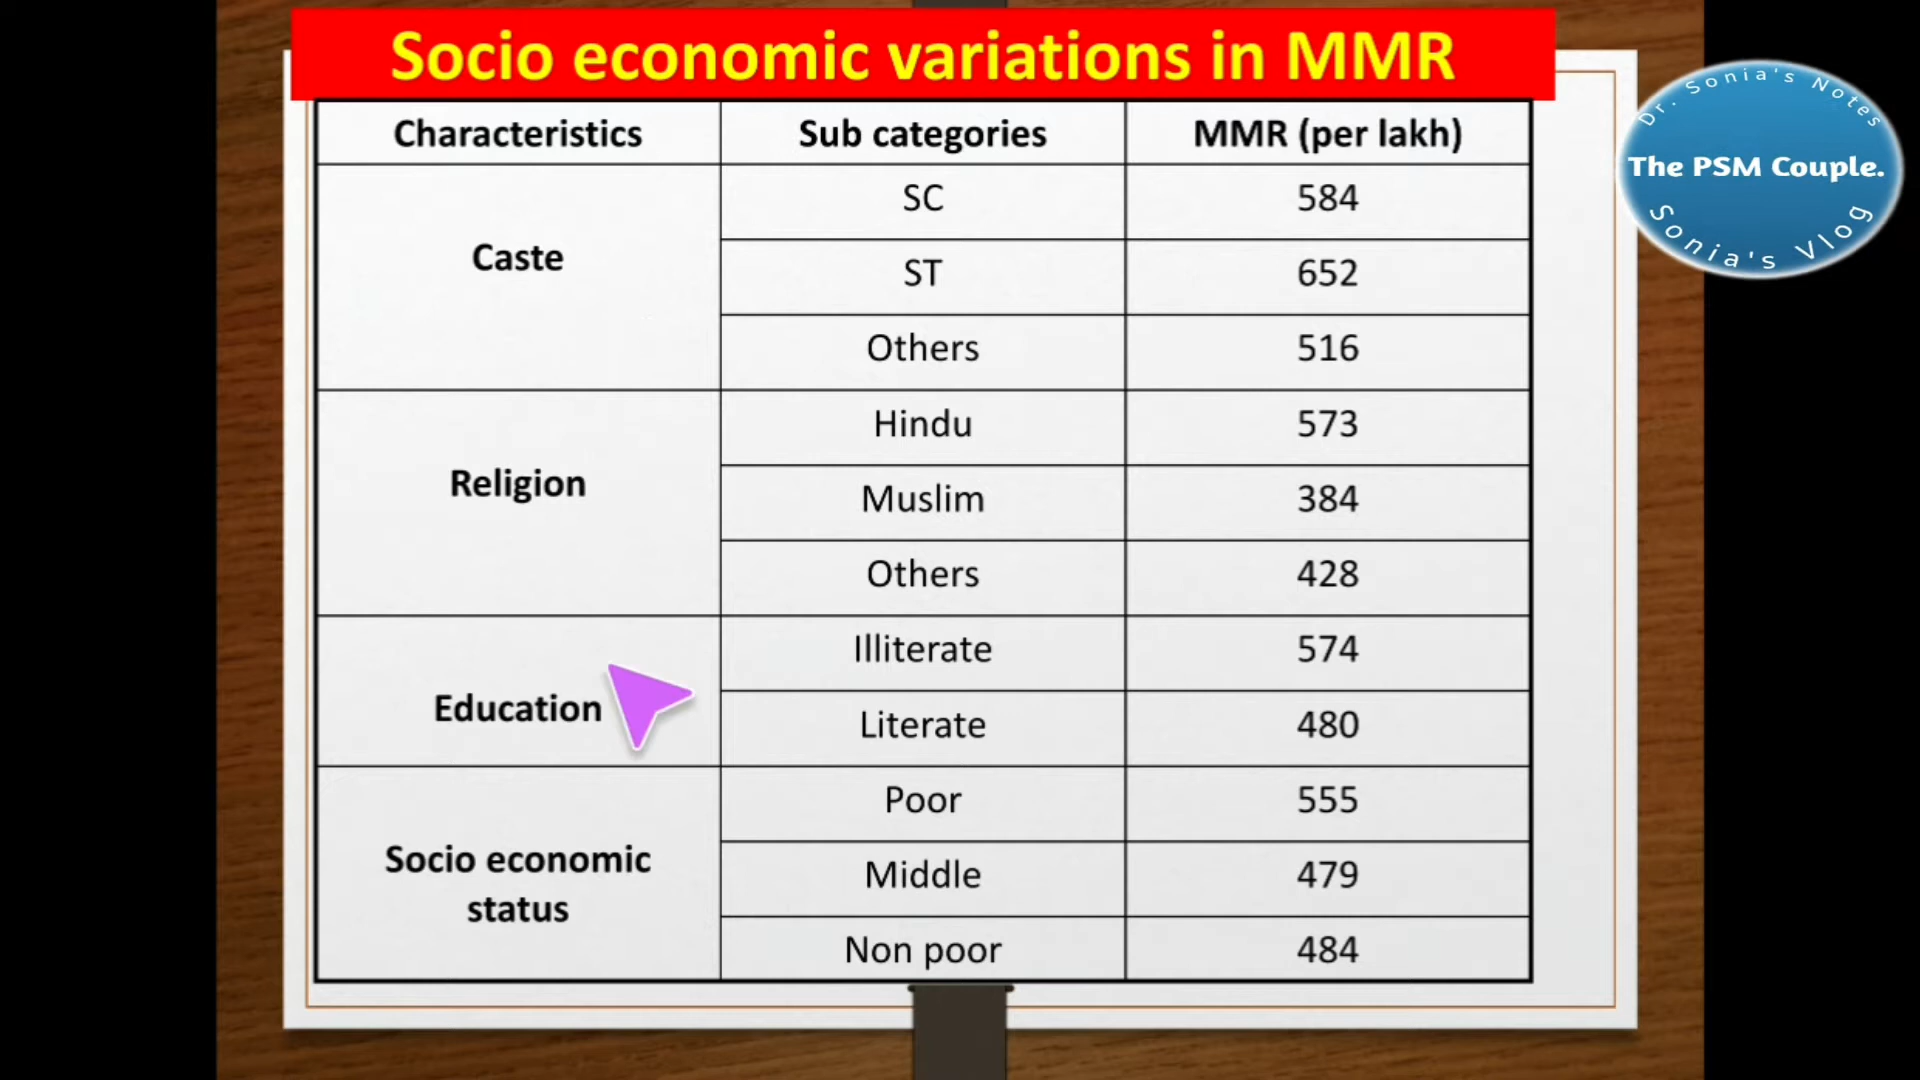 Socio economic variations in MMR
Characteristics Sub categories MMR (per lakh)
Caste
SC 584
ST 652
Others 516
Religion
Hindu 573
Muslim 384
Others 428
Education
Illiterate 574
Literate 480
Socio economic
status
Poor 555
Middle 479
Non poor 484
Dr. Sonia's Notes
The PSM Couple.
Sonia's Vlog